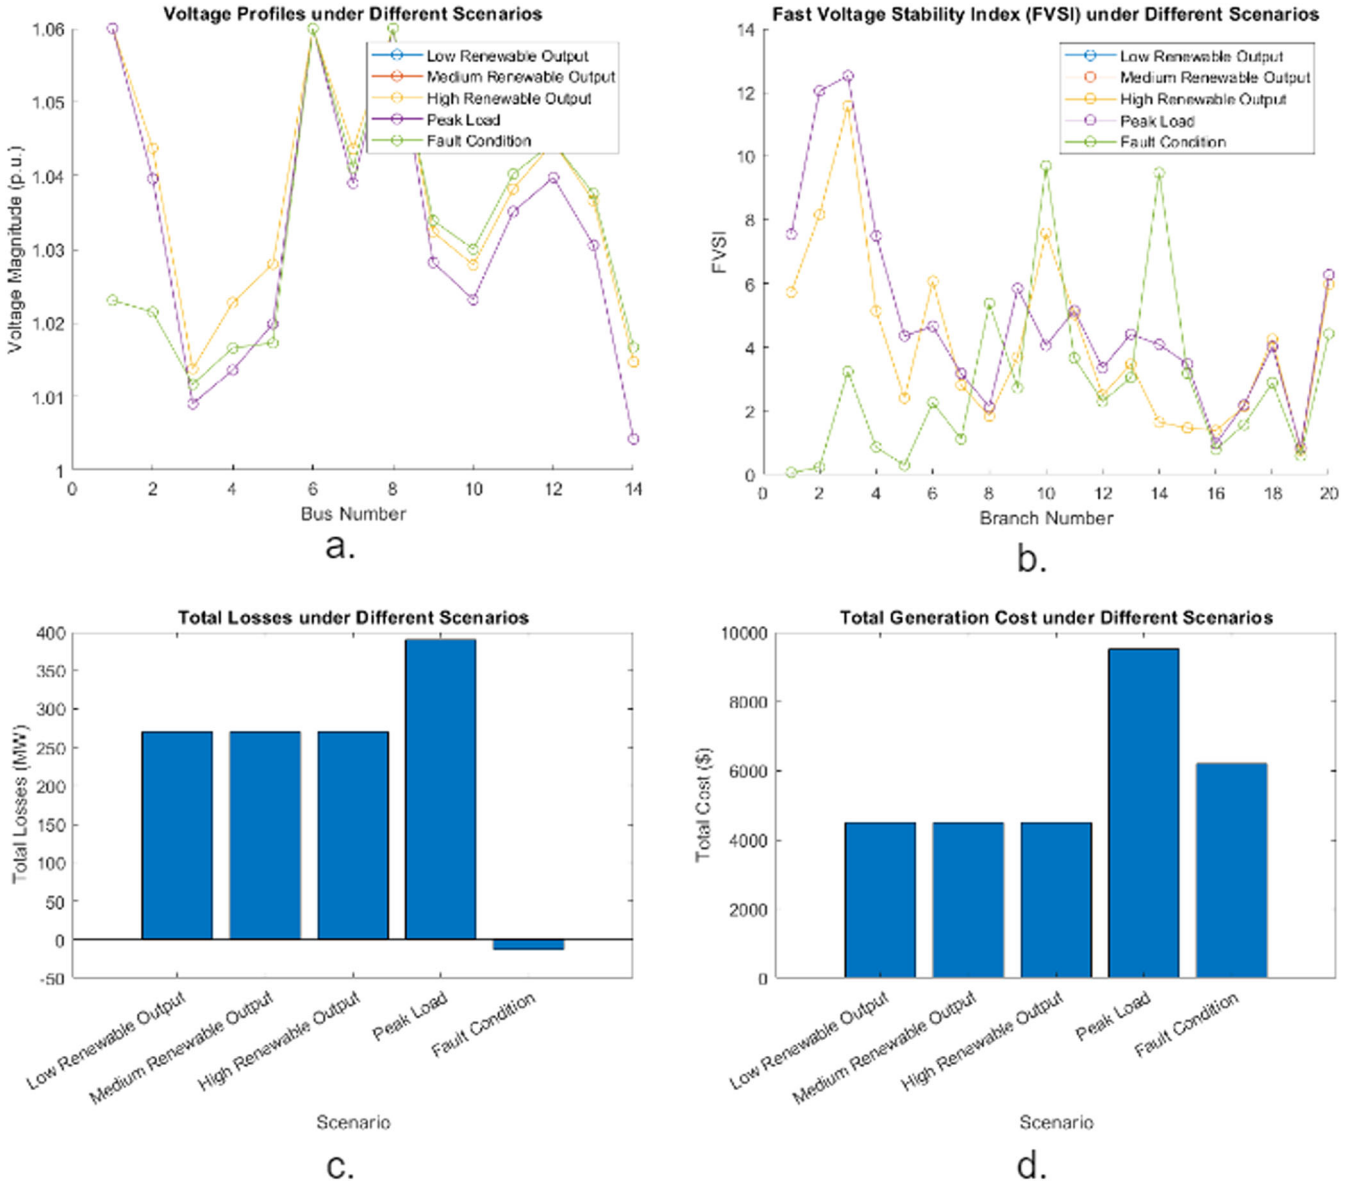 Voltage Profiles under Different Scenarios
1.06
1.05
1.04
1.03
1.02
1.01
1
Voltage Magnitude (p.u.)
Low Renewable Output
Medium Renewable Output
High Renewable Output
Peak Load
Fault Condition
0 2 4 6 8 10 12 14
Bus Number
a.
Fast Voltage Stability Index (FVSI) under Different Scenarios
14
12
10
8
6
4
2
0
FVSI
Low Renewable Output
Medium Renewable Output
High Renewable Output
Peak Load
Fault Condition
0 2 4 6 8 10 12 14 16 18 20
Branch Number
b.
Total Losses under Different Scenarios
400
350
300
250
200
150
100
50
0
-50
Total Losses (MW)
Low Renewable Output
Medium Renewable Output
High Renewable Output
Peak Load
Fault Condition
Scenario
c.
Total Generation Cost under Different Scenarios
10000
8000
6000
4000
2000
0
Total Cost ($)
Low Renewable Output
Medium Renewable Output
High Renewable Output
Peak Load
Fault Condition
Scenario
d.